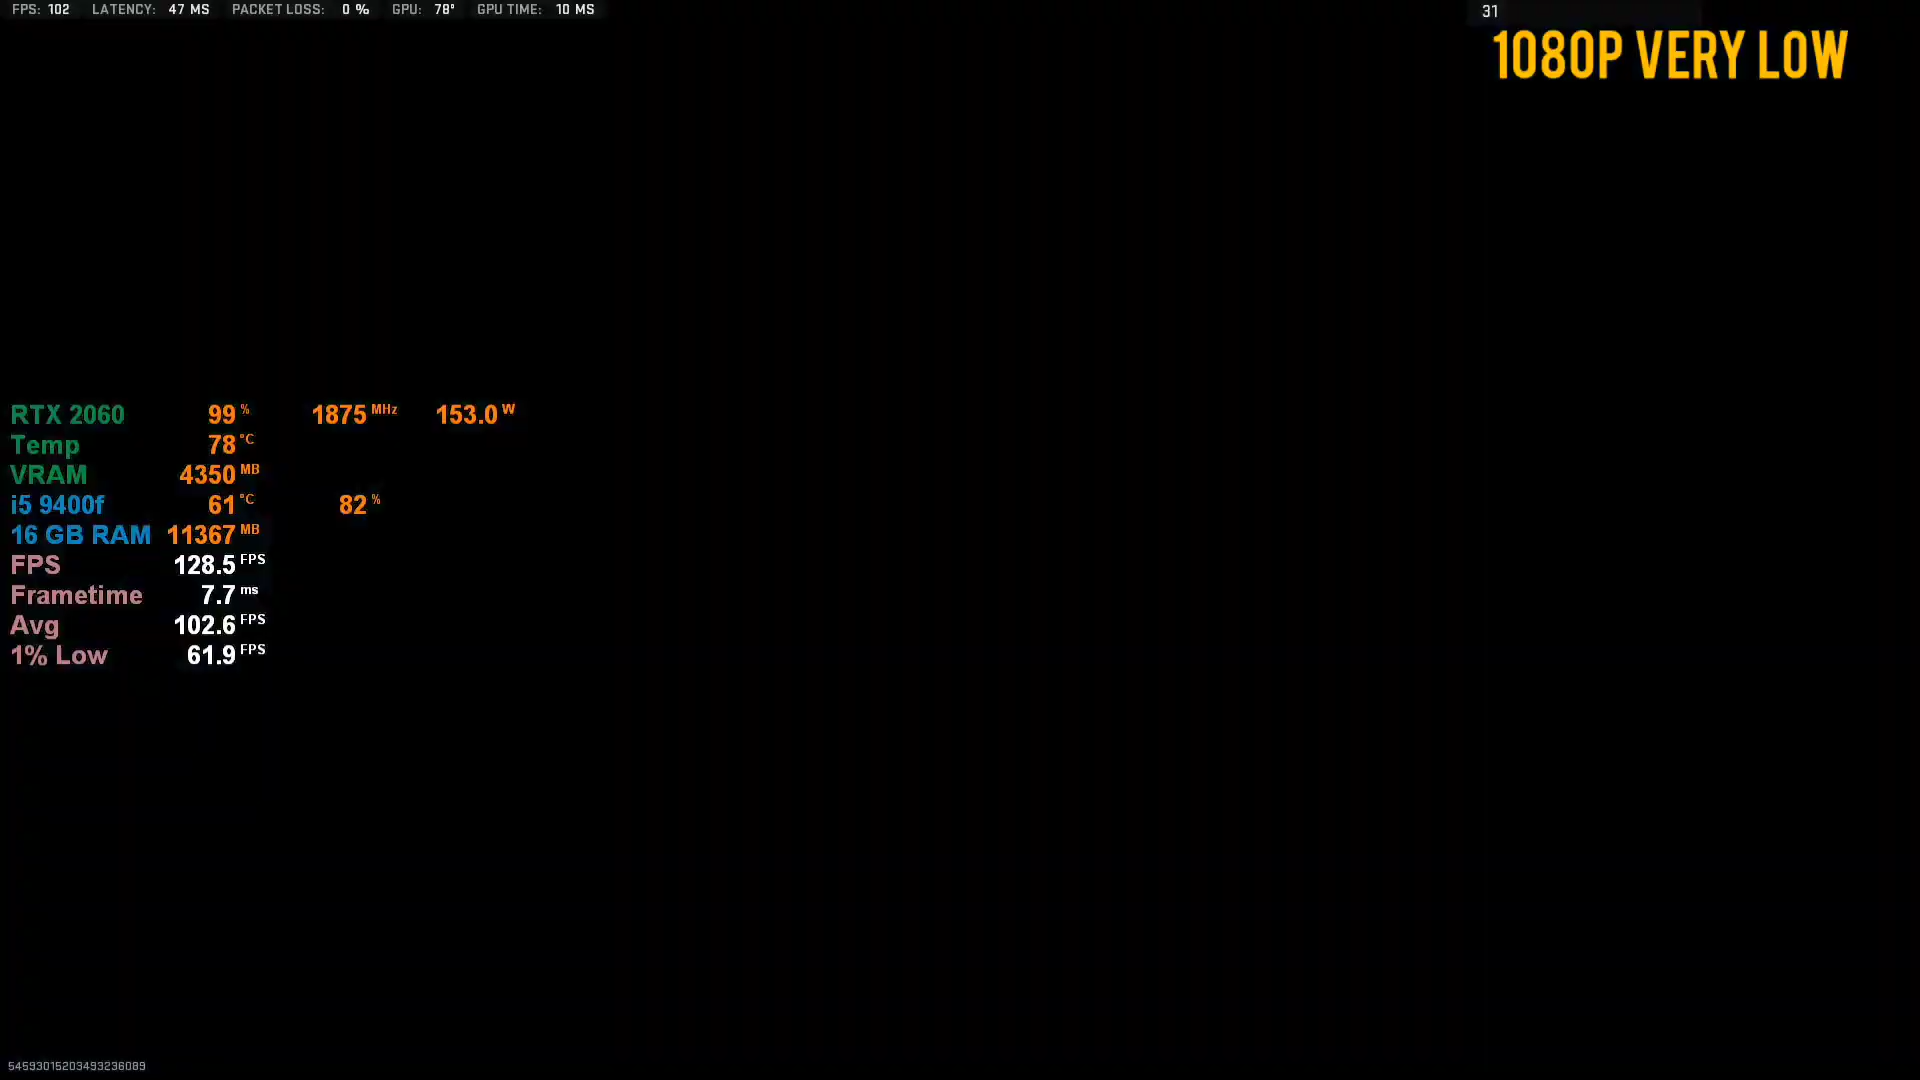 FPS: 102 LATENCY: 47 MS PACKET LOSS: 0 % GPU: 78° GPU TIME: 10 MS
31
1080P VERY LOW
RTX 2060 99 % 1875 MHz 153.0 W
Temp 78 °C
VRAM 4350 MB
i5 9400f 61 °C 82 %
16 GB RAM 11367 MB
FPS 128.5 FPS
Frametime 7.7 ms
Avg 102.6 FPS
1% Low 61.9 FPS
54593015203493236089